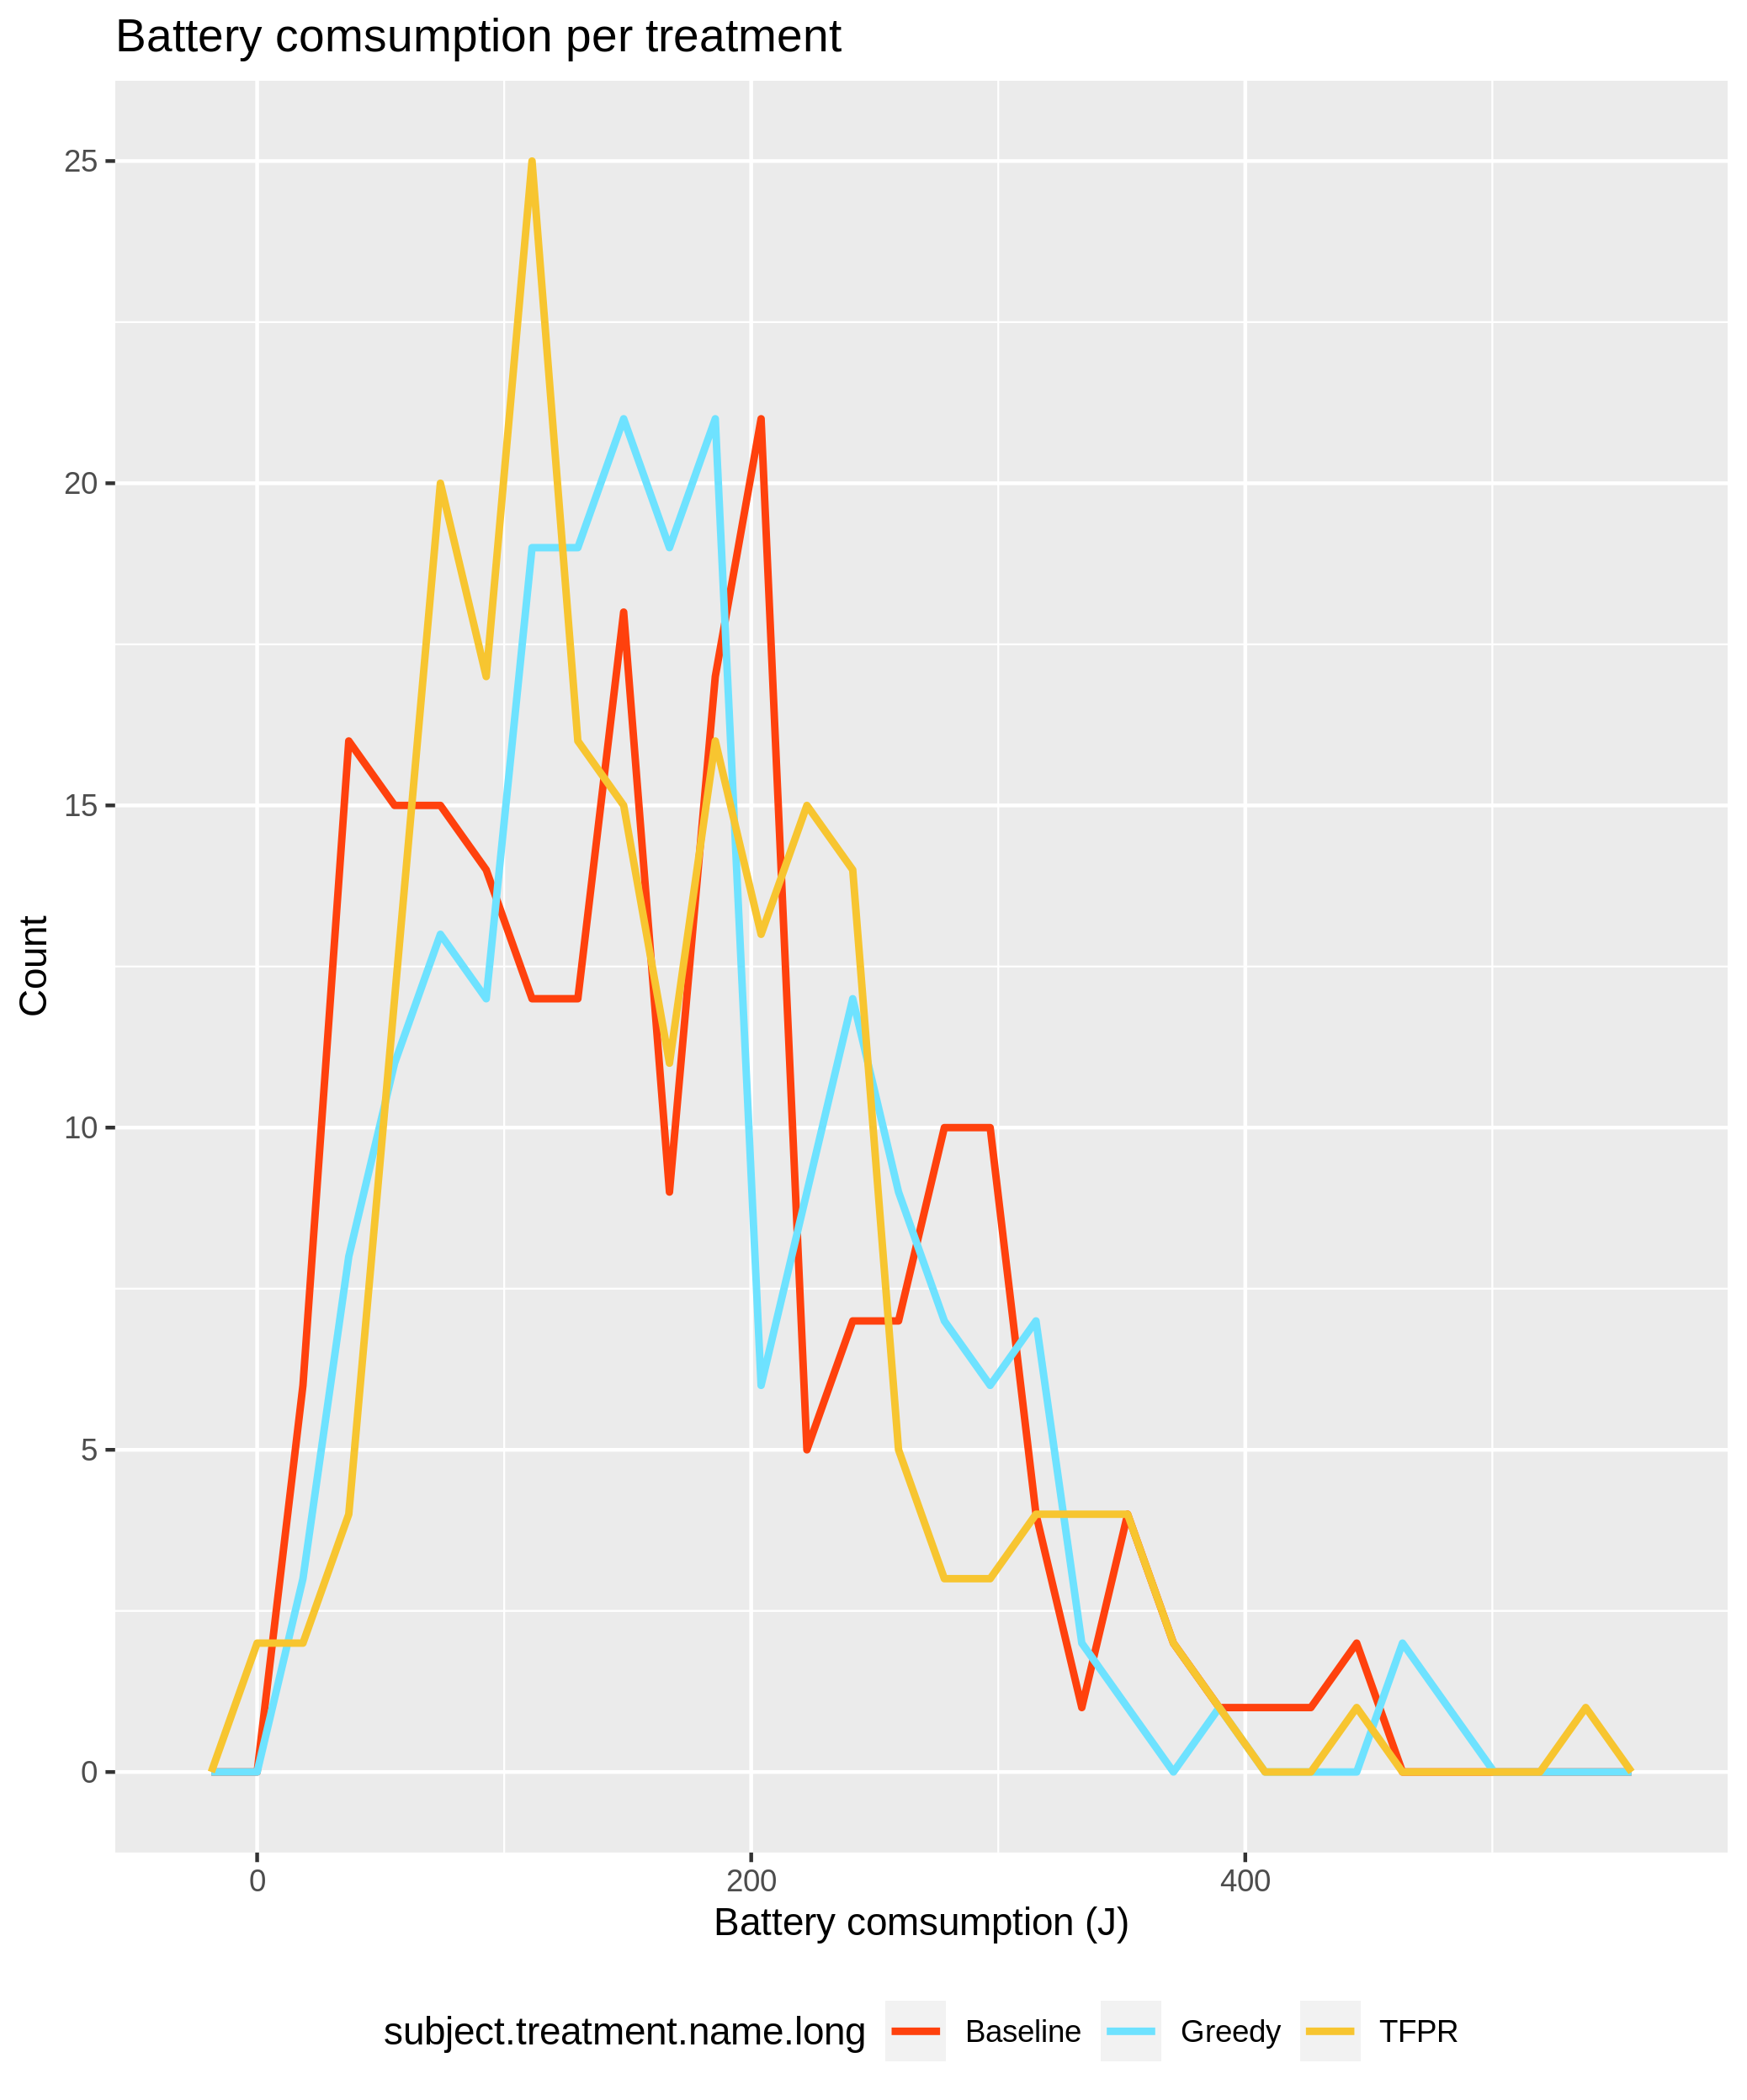 Battery comsumption per treatment
25
20
15
10
5
0
Count
0 200 400
Battery comsumption (J)
subject.treatment.name.long Baseline Greedy TFPR